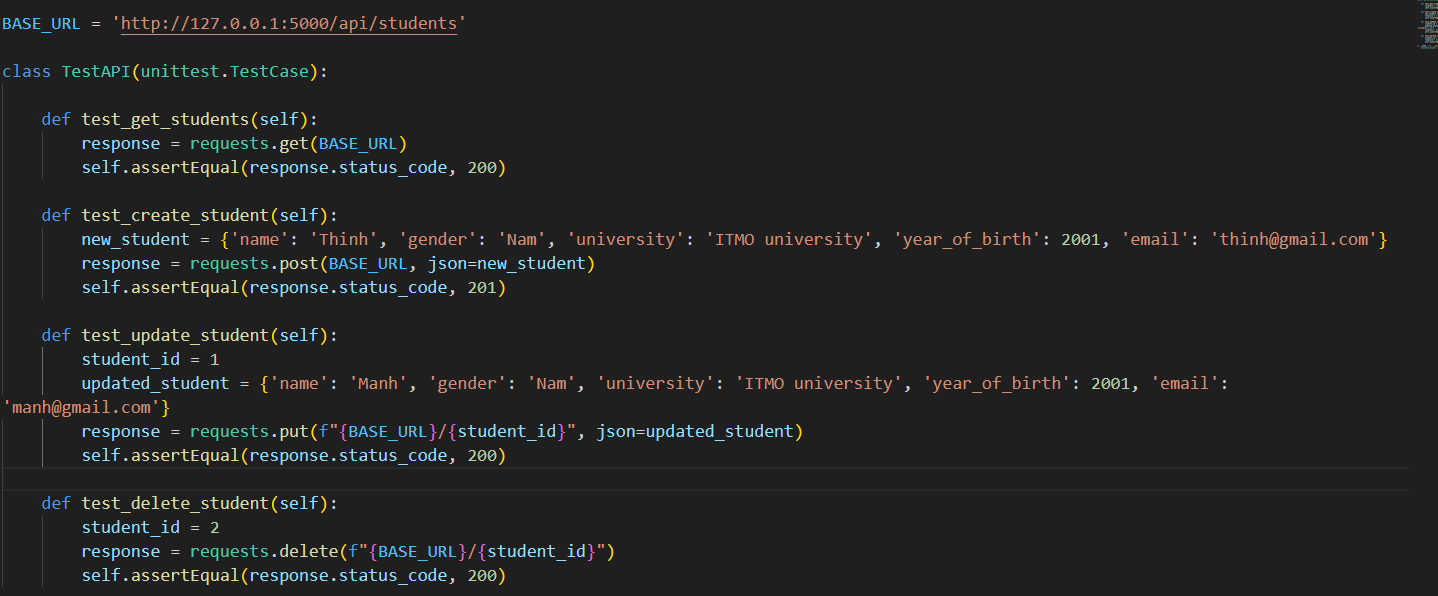 BASE_URL = 'http://127.0.0.1:5000/api/students'
class TestAPI(unittest.TestCase):
def test_get_students(self):
response = requests.get(BASE_URL)
self.assertEqual(response.status_code, 200)
def test_create_student(self):
new_student = {'name': 'Thinh', 'gender': 'Nam', 'university': 'ITMO university', 'year_of_birth': 2001, 'email': 'thinh@gmail.com'}
response = requests.post(BASE_URL, json=new_student)
self.assertEqual(response.status_code, 201)
def test_update_student(self):
student_id = 1
updated_student = {'name': 'Manh', 'gender': 'Nam', 'university': 'ITMO university', 'year_of_birth': 2001, 'email':
'manh@gmail.com'}
response = requests.put(f"{BASE_URL}/{student_id}", json=updated_student)
self.assertEqual(response.status_code, 200)
def test_delete_student(self):
student_id = 2
response = requests.delete(f"{BASE_URL}/{student_id}")
self.assertEqual(response.status_code, 200)